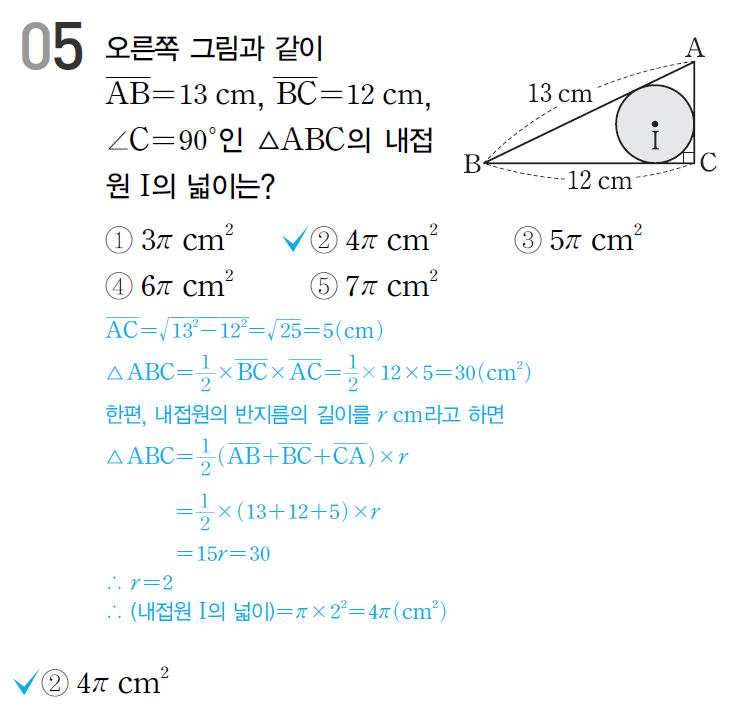 05 오른쪽 그림과 같이
AB=13 cm, BC=12 cm,
∠C=90°인 △ABC의 내접
원 I의 넓이는?
A
13 cm
I
B
C
12 cm
① 3π cm² ② 4π cm² ③ 5π cm²
④ 6π cm² ⑤ 7π cm²
AC=√13²−12²=√25=5(cm)
△ABC=1/2×BC×AC=1/2×12×5=30(cm²)
한편, 내접원의 반지름의 길이를 r cm라고 하면
△ABC=1/2(AB+BC+CA)×r
=1/2×(13+12+5)×r
=15r=30
∴ r=2
∴ (내접원 I의 넓이)=π×2²=4π(cm²)
② 4π cm²